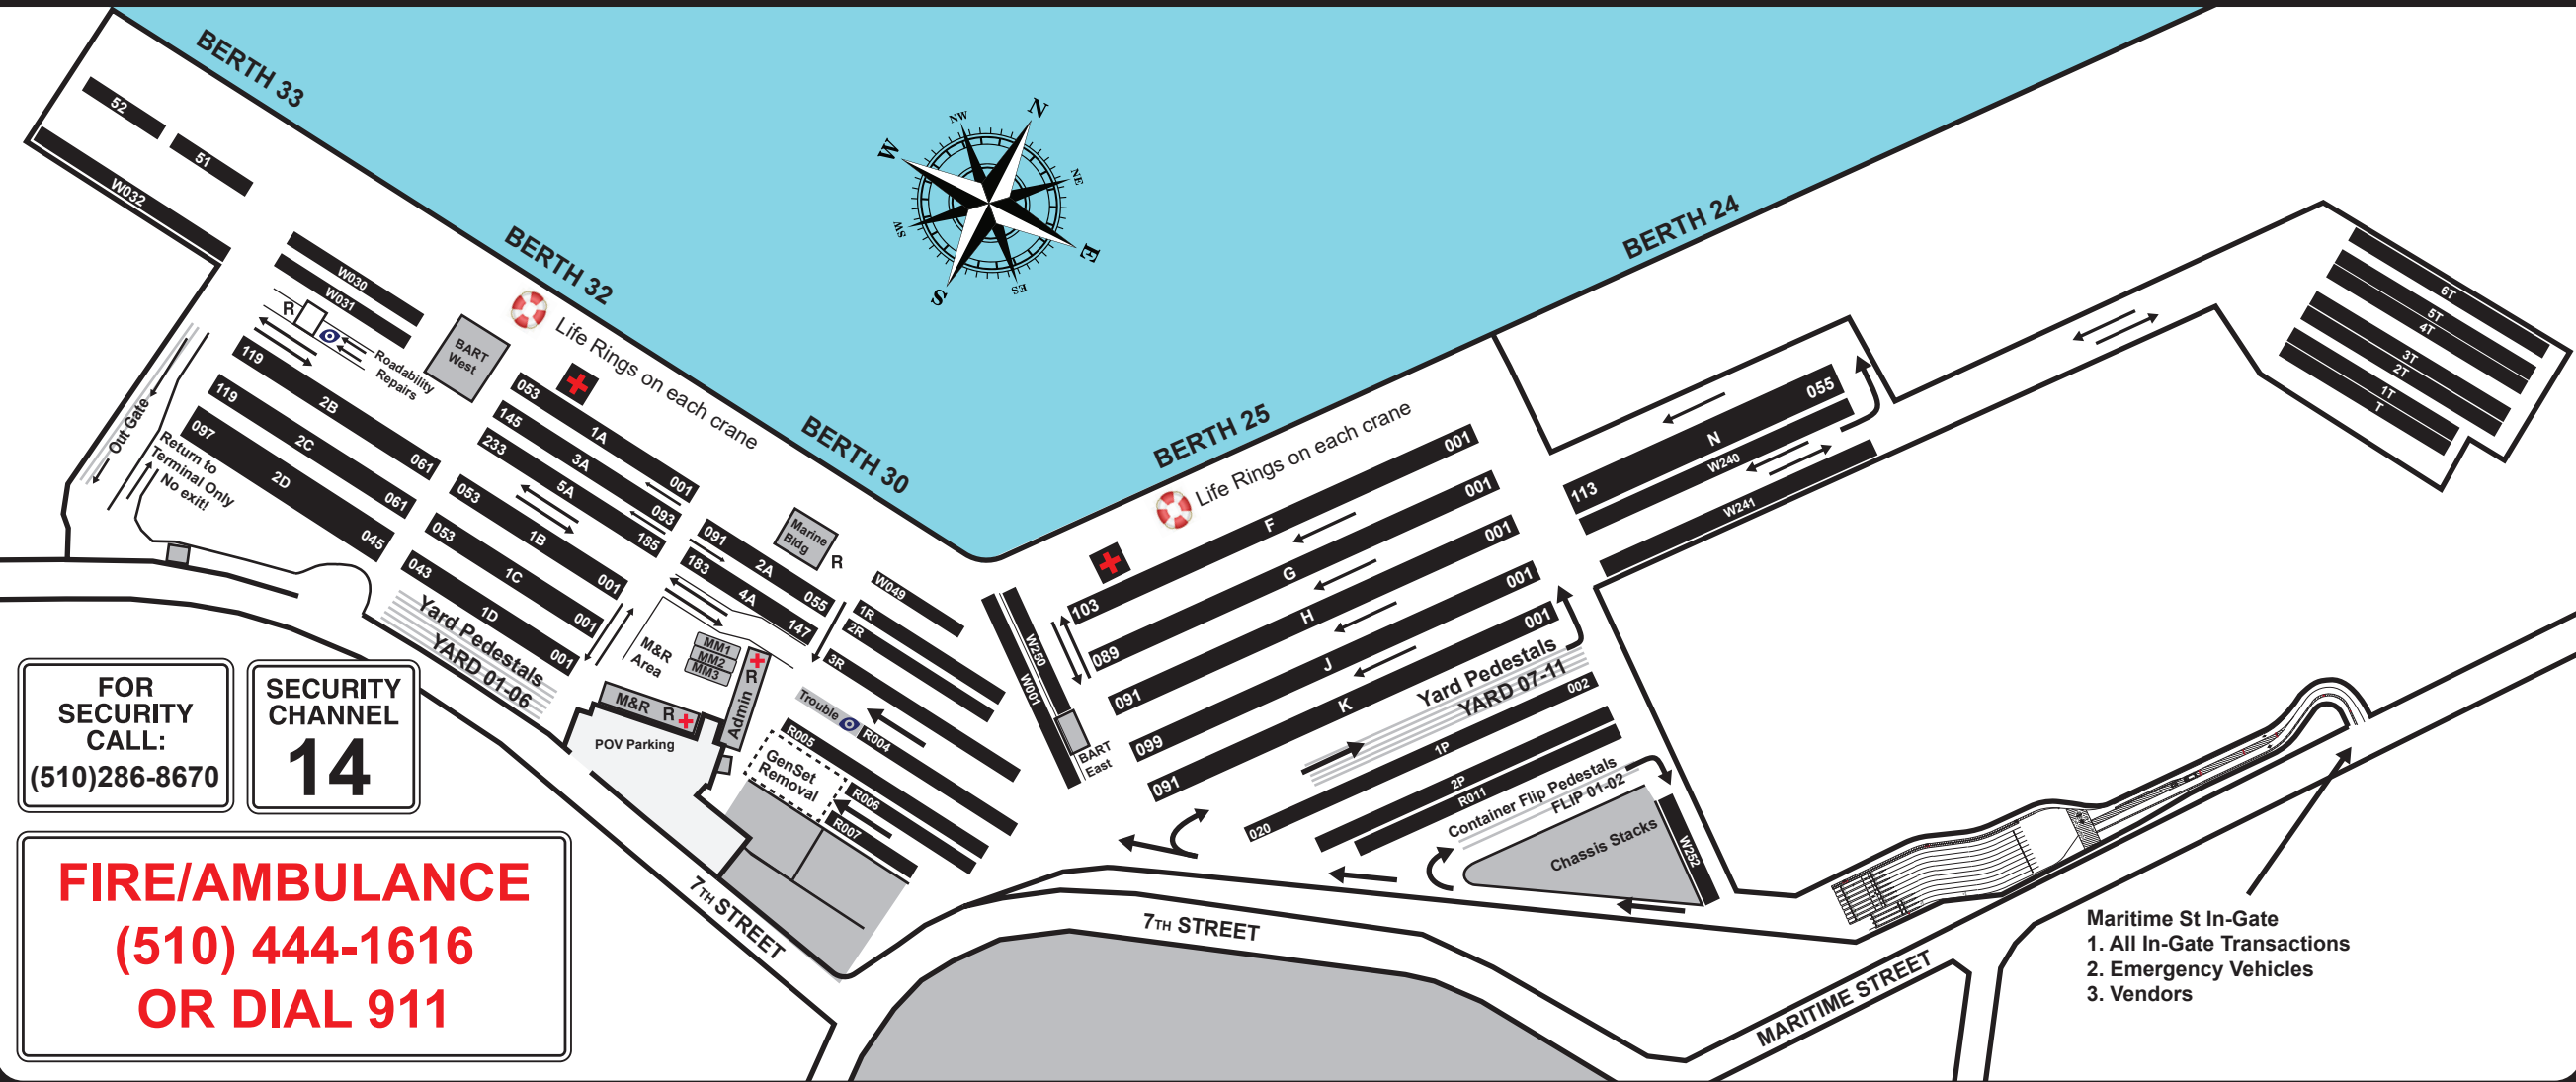 BERTH 33
52
51
W032
BERTH 32
W030
W031
R
Roadability
Repairs
BART
West
Life Rings on each crane
BERTH 30
N
NW
NE
W
E
SW
ES
S
BERTH 25
Life Rings on each crane
BERTH 24
Out Gate
Return to
Terminal Only
No exit!
119 2B 061
119 2C 061
097 2D 045
053 1A 001
145 3A 093
233 5A 185
053 1B 001
053 1C 001
043 1D 001
091 2A 055
183 4A 147
Marine
Bldg
R
W049
1R
2R
3R
Yard Pedestals
YARD 01-06
M&R
Area
MM1
MM2
MM3
M&R R
Admin R
POV Parking
Trouble
R004
R005
GenSet
Removal
R006
R007
W250
W001
BART
East
103 F 001
089 G 001
091 H 001
099 J 001
091 K 001
Yard Pedestals
YARD 07-11
020 1P 002
2P
R011
Container Flip Pedestals
FLIP 01-02
Chassis Stacks
W252
113 N 055
W240
W241
6T
5T
4T
3T
2T
1T
T
7TH STREET
7TH STREET
MARITIME STREET
Maritime St In-Gate
1. All In-Gate Transactions
2. Emergency Vehicles
3. Vendors
FOR
SECURITY
CALL:
(510)286-8670
SECURITY
CHANNEL
14
FIRE/AMBULANCE
(510) 444-1616
OR DIAL 911